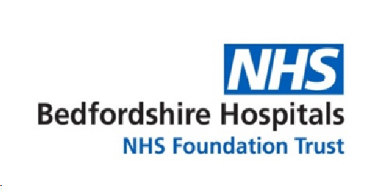 NHS
Bedfordshire Hospitals
NHS Foundation Trust